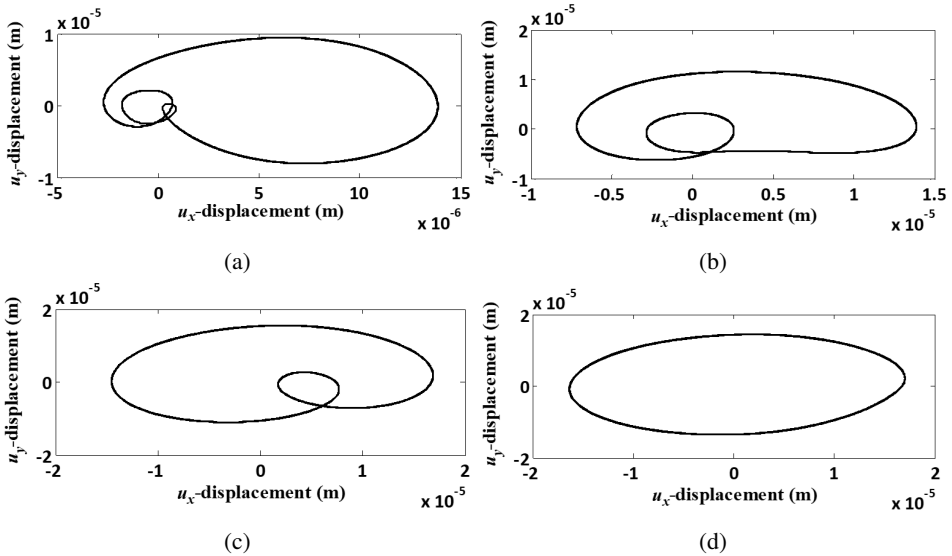 x 10⁻⁵
1
0
-1
-5
0
5
10
15
u_y-displacement (m)
u_x-displacement (m)
x 10⁻⁶
(a)
x 10⁻⁵
2
1
0
-1
-1
-0.5
0
0.5
1
1.5
u_y-displacement (m)
u_x-displacement (m)
x 10⁻⁵
(b)
x 10⁻⁵
2
0
-2
-2
-1
0
1
2
u_y-displacement (m)
u_x-displacement (m)
x 10⁻⁵
(c)
x 10⁻⁵
2
0
-2
-2
-1
0
1
2
u_y-displacement (m)
u_x-displacement (m)
x 10⁻⁵
(d)